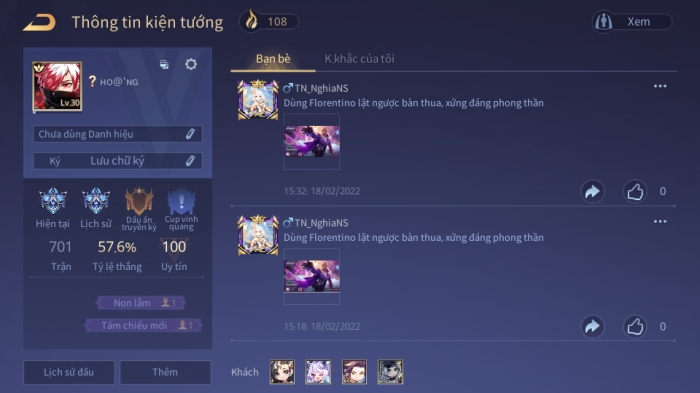 Thông tin kiện tướng
108
Xem
Lv.30
? HO@'NG
Chưa dùng Danh hiệu
Ký Lưu chữ ký
Hiện tại
Lịch sử
Dấu ấn truyền kỳ
Cup vinh quang
701 57.6% 100
Trận Tỷ lệ thắng Uy tín
Non lắm 1
Tấm chiếu mới 1
Lịch sử đấu
Thêm
Bạn bè
K.khắc của tôi
TN_NghiaNS
Dùng Florentino lật ngược bàn thua, xứng đáng phong thần
15:32: 18/02/2022
0
TN_NghiaNS
Dùng Florentino lật ngược bàn thua, xứng đáng phong thần
15:18: 18/02/2022
0
Khách